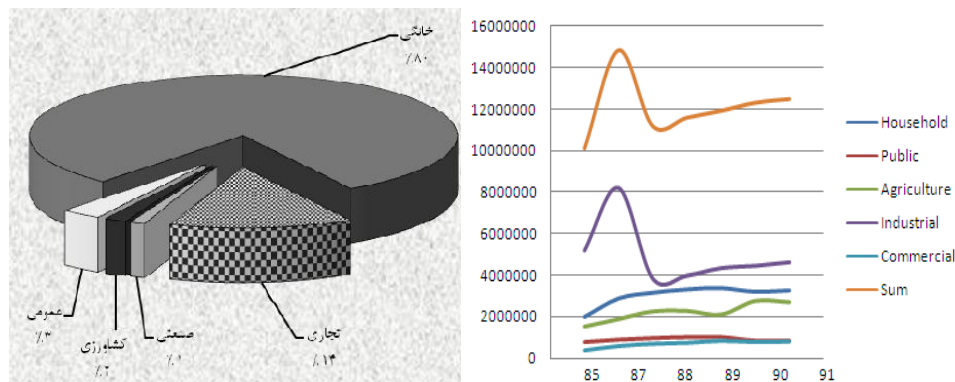 خانگی
٪۸۰
عمومی
٪۳
کشاورزی
٪۲
صنعتی
٪۱
تجاری
٪۱۴
16000000
14000000
12000000
10000000
8000000
6000000
4000000
2000000
0
85 87 88 89 90 91
Household
Public
Agriculture
Industrial
Commercial
Sum